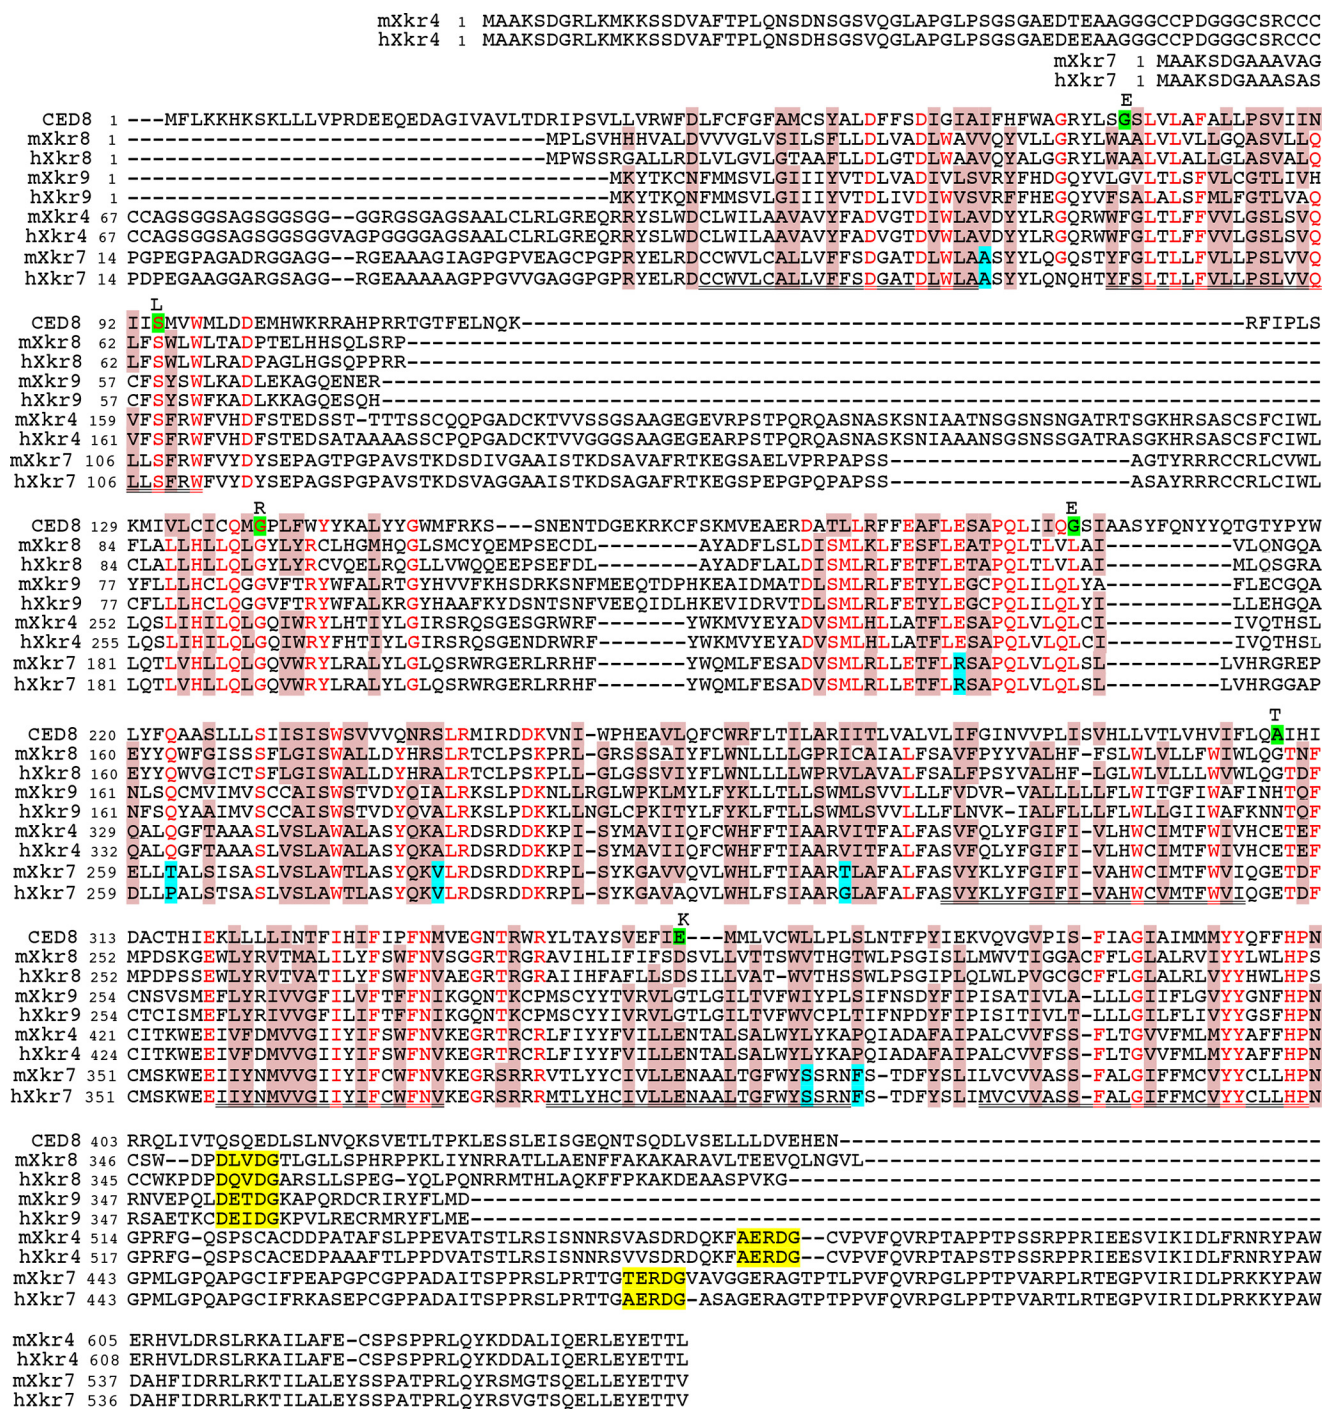 mXkr4 1 MAAKSDGRLKMKKSSDVAFTPLQNSDNSGSVQGLAPGLPSGSGAEDTEAAGGGCCPDGGGCSRCCC
hXkr4 1 MAAKSDGRLKMKKSSDVAFTPLQNSDHSGSVQGLAPGLPSGSGAEDEEAAGGGCCPDGGGCSRCCC
mXkr7 1 MAAKSDGAAAVAG
hXkr7 1 MAAKSDGAAASAS
E
CED8 1 ---MFLKKHKSKLLLVPRDEEQEDAGIVAVLTDRIPSVLLVRWFDLFCFGFAMCSYALDFFSDIGIAIFHFWAGRYLSGSLVLAFALLPSVIIN
mXkr8 1 ---------------------------------MPLSVHHHVALDVVVGLVSILSFLLDLVADLWAVVQYVLLGRYLWAALVLVLLGQASVLLQ
hXkr8 1 ---------------------------------MPWSSRGALLRDLVLGVLGTAAFLLDLGTDLWAAVQYALGGRYLWAALVLALLGLASVALQ
mXkr9 1 --------------------------------------MKYTKCNFMMSVLGIIIYVTDLVADIVLSVRYFHDGQYVLGVLTLSFVLCGTLIVH
hXkr9 1 --------------------------------------MKYTKQNFMMSVLGIIIYVTDLIVDIWVSVRFFHEGQYVFSALALSFMLFGTLVAQ
mXkr4 67 CCAGSGGSAGSGGSGG--GGRGSGAGSAALCLRLGREQRRYSLWDCLWILAAVAVYFADVGTDIWLAVDYYLRGQRWWFGLTLFFVVLGSLSVQ
hXkr4 67 CCAGSGGSAGSGGSGGVAGPGGGGAGSAALCLRLGREQRRYSLWDCLWILAAVAVYFADVGTDVWLAVDYYLRGQRWWFGLTLFFVVLGSLSVQ
mXkr7 14 PGPEGPAGADRGGAGG--RGEAAAGIAGPGPVEAGCPGPRYELRDCCWVLCALLVFFSDGATDLWLAASYYLQGQSTYFGLTLLFVLLPSLVVQ
hXkr7 14 PDPEGAAGGARGSAGG--RGEAAAAAGPPGVVGAGGPGPRYELRDCCWVLCALLVFFSDGATDLWLAASYYLQNQHTYFSLTLLFVLLPSLVVQ
L
CED8 92 IISMVWMLDDEMHWKRRAHPRRTGTFELNQK---------------------------------------------------------RFIPLS
mXkr8 62 LFSWLWLTADPTELHHSQLSRP------------------------------------------------------------------------
hXkr8 62 LFSWLWLRADPAGLHGSQPPRR------------------------------------------------------------------------
mXkr9 57 CFSYSWLKADLEKAGQENER--------------------------------------------------------------------------
hXkr9 57 CFSYSWFKADLKKAGQESQH--------------------------------------------------------------------------
mXkr4 159 VFSFRWFVHDFSTEDSST-TTTSSCQQPGADCKTVVSSGSAAGEGEVRPSTPQRQASNASKSNIAATNSGSNSNGATRTSGKHRSASCSFCIWL
hXkr4 161 VFSFRWFVHDFSTEDSATAAAASSCPQPGADCKTVVGGGSAAGEGEARPSTPQRQASNASKSNIAAANSGSNSSGATRASGKHRSASCSFCIWL
mXkr7 106 LLSFRWFVYDYSEPAGTPGPAVSTKDSDIVGAAISTKDSAVAFRTKEGSAELVPRPAPSS-------------------AGTYRRRCCRLCVWL
hXkr7 106 LLSFRWFVYDYSEPAGSPGPAVSTKDSVAGGAAISTKDSAGAFRTKEGSPEPGPQPAPSS-------------------ASAYRRRCCRLCIWL
R E
CED8 129 KMIVLCICQMGPLFWYYKALYYGWMFRKS---SNENTDGEKRKCFSKMVEAERDATLLRFFEAFLESAPQLIIQGSIAASYFQNYYQTGTYPYW
mXkr8 84 FLALLHLLQLGYLYRCLHGMHQGLSMCYQEMPSECDL------AYADFLSLDISMLKLFESFLEATPQLTLVLAI----------VLQNGQA
hXkr8 84 CLALLHLLQLGYLYRCVQELRQGLLVWQQEEPSEFDL------AYADFLALDISMLRLFETFLETAPQLTLVLAI----------MLQSGRA
mXkr9 77 YFLLLHCLQGGVFTRYWFALRTGYHVVFKHSDRKSNFMEEQTDPHKEAIDMATDLSMLRLFETYLEGCPQLILQLYA----------FLECGQA
hXkr9 77 CFLLLHCLQGGVFTRYWFALKRGYHAAFKYDSNTSNFVEEQIDLHKEVIDRVTDLSMLRLFETYLEGCPQLILQLYI----------LLEHGQA
mXkr4 252 LQSLIHILQLGQIWRYLHTIYLGIRSRQSGESGRWRF-------YWKMVYEYADVSMLHLLATFLESAPQLVLQLCI----------IVQTHSL
hXkr4 255 LQSLIHILQLGQIWRYFHTIYLGIRSRQSGENDRWRF-------YWKMVYEYADVSMLHLLATFLESAPQLVLQLCI----------IVQTHSL
mXkr7 181 LQTLVHLLQLGQVWRYLRALYLGLQSRWRGERLRRHF-------YWQMLFESADVSMLRLLETFLRSAPQLVLQLSL----------LVHRGREP
hXkr7 181 LQTLVHLLQLGQVWRYLRALYLGLQSRWRGERLRRHF-------YWQMLFESADVSMLRLLETFLRSAPQLVLQLSL----------LVHRGGAP
T
CED8 220 LYFQAASLLLSIISISWSVVVQNRSLRMIRDDKVNI-WPHEAVLQFCWRFLTILARIITLVALVLIFGINVVPLISVHLLVTLVHVIFLQAIHI
mXkr8 160 EYYQWFGISSSFLGISWALLDYHRSLRTCLPSKPRL-GRSSSAIYFLWNLLLLGPRICAIALFSAVFPYYVALHF-FSLWLVLLFWIWLQGTNF
hXkr8 160 EYYQWVGICTSFLGISWALLDYHRALRTCLPSKPLL-GLGSSVIYFLWNLLLLWPRVLAVALFSALFPSYVALHF-LGLWLVLLLWVWLQGTDF
mXkr9 161 NLSQCMVIMVSCCAISWSTVDYQIALRKSLPDKNLLRGLWPKLMYLFYKLLTLLSWMLSVVLLLFVDVR-VALLLLLFLWITGFIWAFINHTQF
hXkr9 161 NFSQYAAIMVSCCAISWSTVDYQVALRKSLPDKKLLNGLCPKITYLFYKLLTLLSWMLSVVLLLFLNVK-IALFLLLFLWLLGIIWAFKNNTQF
mXkr4 329 QALQGFTAAASLVSLAWALASYQKALRDSRDDKKPI-SYMAVIIQFCWHFFTIAARVITFALFASVFQLYFGIFI-VLHWCIMTFWIVHCETEF
hXkr4 332 QALQGFTAAASLVSLAWALASYQKALRDSRDDKKPI-SYMAVIIQFCWHFFTIAARVITFALFASVFQLYFGIFI-VLHWCIMTFWIVHCETEF
mXkr7 259 ELLTALSISASLVSLAWTLASYQKVLRDSRDDKRPL-SYKGAVVQVLWHLFTIAARTLAFALFASVYKLYFGIFI-VAHWCIMTFWVIQGETDF
hXkr7 259 DLLPALSTSASLVSLAWTLASYQKVLRDSRDDKRPL-SYKGAVAQVLWHLFSIAARGLAFALFASVYKLYFGIFI-VAHWCVMTFWVIQGETDF
K
CED8 313 DACTHIEKLLLLINTFIHIFIPFNMVEGNTRWRYLTAYSVEFIE---MMLVCWLLPLSLNTFPYIEKVQVGVPIS-FLAGIAIMMMYYQFFHPN
mXkr8 252 MPDSKGEWLYRVTMALILYFSWFNVSGGRTRGRAVIHLIFIFSDSVLLVTTSWVTHGTWLPSGISLLMWVTIGGACFFLGLALRVIYYLWLHPS
hXkr8 252 MPDPSSEWLYRVTVATILYFSWFNVAEGRTRGRAIIHFAFLLSDSILLVAT-WVTHSSWLPSGIPLQLWLPVGCGCFFLGLALRLVYYHWLHPS
mXkr9 254 CNSVSMEFLYRIVVGFILVFTFFNIKGQNTKCPMSCYYTVRVLGTLGILTVFWIYPLSIFNSDYFIPISATIVLA-LLLGIIFLGVYYGNFHPN
hXkr9 254 CTCISMEFLYRIVVGFILIFTFFNIKGQNTKCPMSCYYIVRVLGTLGILTVFWVCPLTIFNPDYFIPISITIVLT-LLLGILFLIVYYGSFHPN
mXkr4 421 CITKWEEIVFDMVVGIIYIFSWFNVKEGRTRCRLFIYYFVILLENTALSALWYLYKAPQIADAFAIPALCVVFSS-FLTGVVFMLMYYAFFHPN
hXkr4 424 CITKWEEIVFDMVVGIIYIFSWFNVKEGRTRCRLFIYYFVILLENTALSALWYLYKAPQIADAFAIPALCVVFSS-FLTGVVFMLMYYAFFHPN
mXkr7 351 CMSKWEEIIYNMVVGIIYIFCWFNVKEGRSRRRVTLYYCIVLLENAALTGFWYSSRNFS-TDFYSLILVCVVASS-FALGIFFMCVYYCLLHPN
hXkr7 351 CMSKWEEIIYNMVVGIIYIFCWFNVKEGRSRRRMTLYHCIVLLENAALTGFWYSSRNFS-TDFYSLIMVCVVASS-FALGIFFMCVYYCLLHPN
CED8 403 RRQLIVTQSQEDLSLNVQKSVETLTPKLESSLEISGEQNTSQDLVSELLLDVEHEN--------------------------------------
mXkr8 346 CSW--DPDLVDGTLGLLSPHRPPKLIYNRRATLLAENFFAKAKARAVLTEEVQLNGVL------------------------------------
hXkr8 345 CCWKPDPDQVDGARSLLSPEG-YQLPQNRRMTHLAQKFFPKAKDEAASPVKG------------------------------------------
mXkr9 347 RNVEPQLDETDGKAPQRDCRIRYFLMD-------------------------------------------------------------------
hXkr9 347 RSAETKCDEIDGKPVLRECRMRYFLME-------------------------------------------------------------------
mXkr4 514 GPRFG-QSPSCACDDPATAFSLPPEVATSTLRSISNNRSVASDRDQKFAERDG--CVPVFQVRPTAPPTPSSRPPRIEESVIKIDLFRNRYPAW
hXkr4 517 GPRFG-QSPSCACEDPAAAFTLPPDVATSTLRSISNNRSVVSDRDQKFAERDG--CVPVFQVRPTAPSTPSSRPPRIEESVIKIDLFRNRYPAW
mXkr7 443 GPMLGPQAPGCIFPEAPGPCGPPADAITSPPRSLPRTTGTERDGVAVGGERAGTPTLPVFQVRPGLPPTPVARPLRTEGPVIRIDLPRKKYPAW
hXkr7 443 GPMLGPQAPGCIFRKASEPCGPPADAITSPPRSLPRTTGAERDG-ASAGERAGTPTPPVFQVRPGLPPTPVARTLRTEGPVIRIDLPRKKYPAW
mXkr4 605 ERHVLDRSLRKAILAFE-CSPSPPRLQYKDDALIQERLEYETTL
hXkr4 608 ERHVLDRSLRKAILAFE-CSPSPPRLQYKDDALIQERLEYETTL
mXkr7 537 DAHFIDRRLRKTILALEYSSPATPRLQYRSMGTSQELLEYETTV
hXkr7 536 DAHFIDRRLRKTILALEYSSPATPRLQYRSVGTSQELLEYETTV